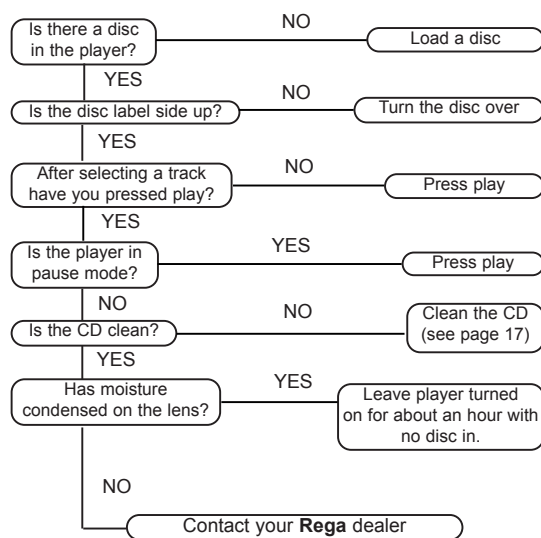 Is there a disc
in the player?
NO
Load a disc
YES
Is the disc label side up?
NO
Turn the disc over
YES
After selecting a track
have you pressed play?
NO
Press play
YES
Is the player in
pause mode?
YES
Press play
NO
Is the CD clean?
NO
Clean the CD
(see page 17)
YES
Has moisture
condensed on the lens?
YES
Leave player turned
on for about an hour with
no disc in.
NO
Contact your Rega dealer